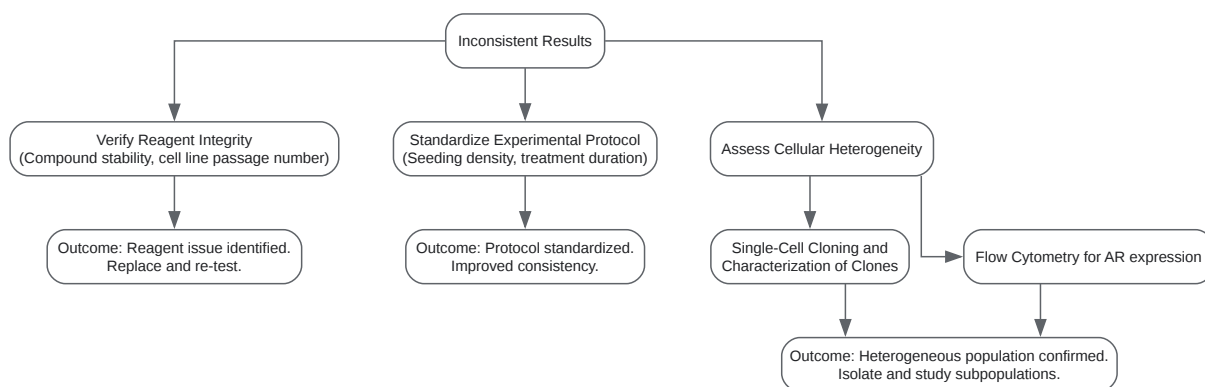 Inconsistent Results
Verify Reagent Integrity
(Compound stability, cell line passage number)
Standardize Experimental Protocol
(Seeding density, treatment duration)
Assess Cellular Heterogeneity
Outcome: Reagent issue identified.
Replace and re-test.
Outcome: Protocol standardized.
Improved consistency.
Single-Cell Cloning and
Characterization of Clones
Flow Cytometry for AR expression
Outcome: Heterogeneous population confirmed.
Isolate and study subpopulations.